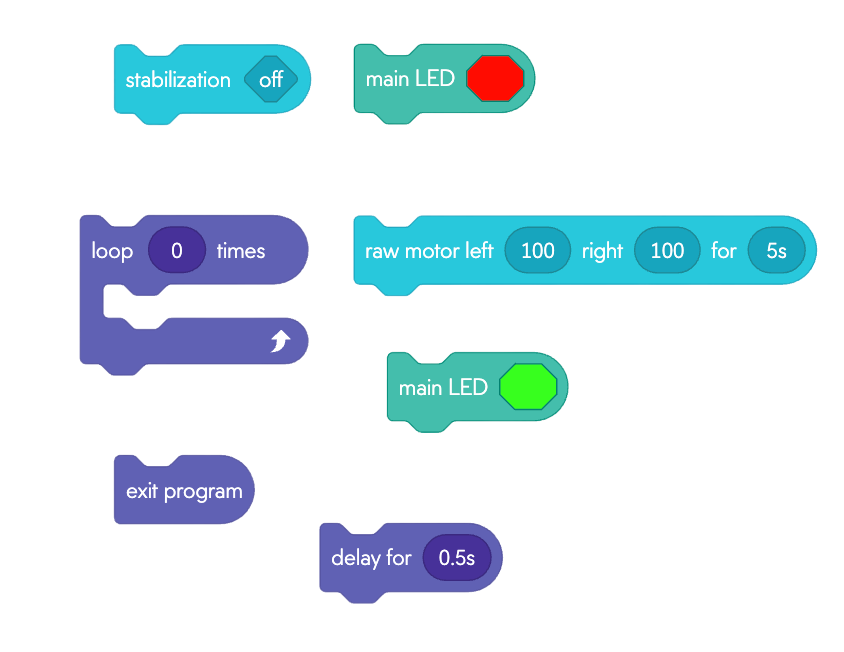 stabilization off
main LED
loop 0 times
raw motor left 100 right 100 for 5s
main LED
exit program
delay for 0.5s